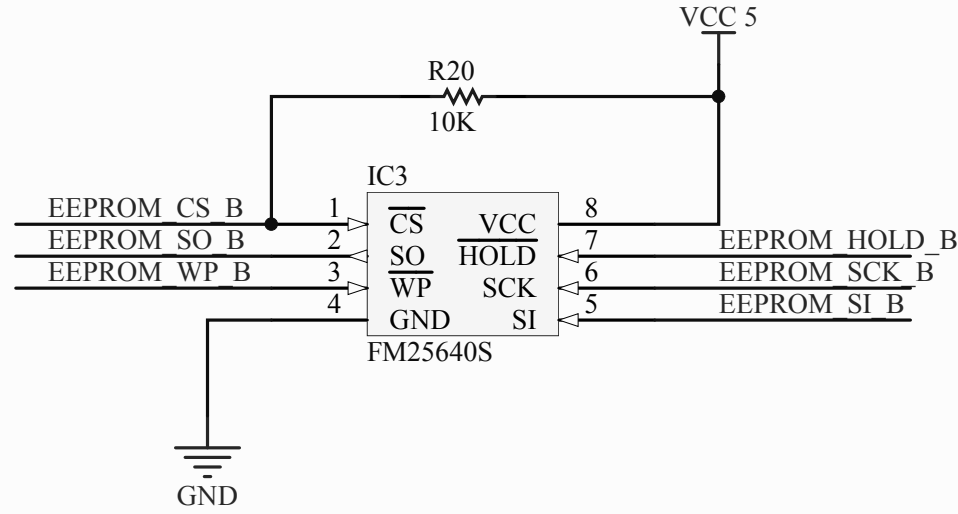 VCC 5
R20
10K
IC3
EEPROM_CS_B 1 CS VCC 8
EEPROM_SO_B 2 SO HOLD 7 EEPROM_HOLD_B
EEPROM_WP_B 3 WP SCK 6 EEPROM_SCK_B
4 GND SI 5 EEPROM_SI_B
FM25640S
GND